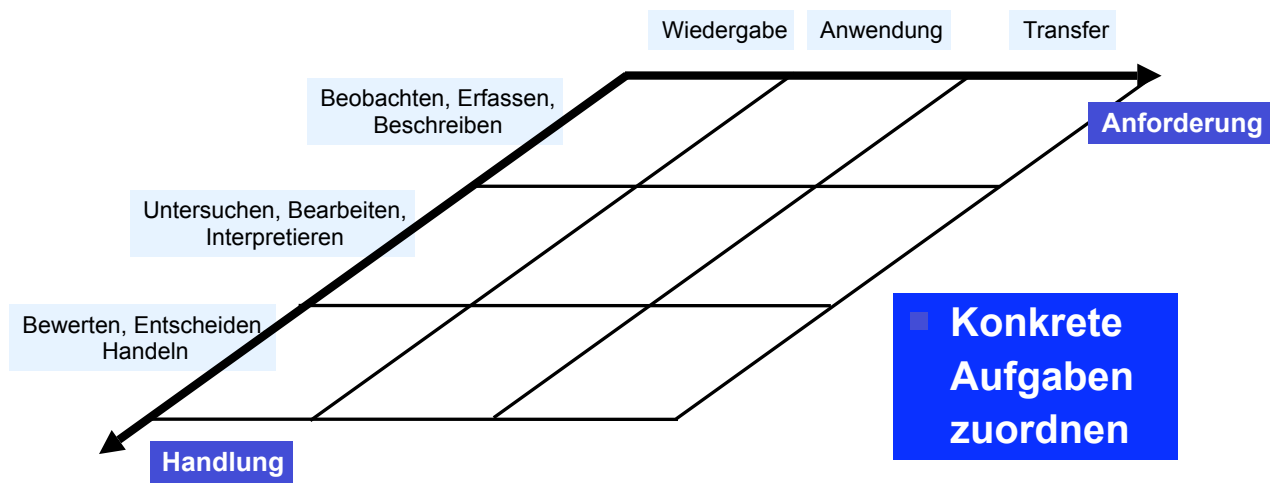 Wiedergabe
Anwendung
Transfer
Beobachten, Erfassen,
Beschreiben
Anforderung
Untersuchen, Bearbeiten,
Interpretieren
Bewerten, Entscheiden
Handeln
Konkrete
Aufgaben
zuordnen
Handlung